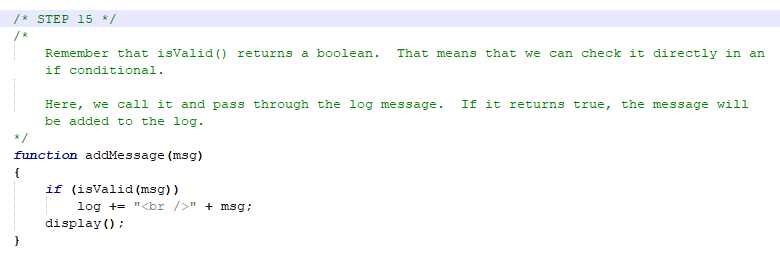 /* STEP 15 */
/*
Remember that isValid() returns a boolean.  That means that we can check it directly in an
if conditional.
Here, we call it and pass through the log message.  If it returns true, the message will
be added to the log.
*/
function addMessage(msg)
{
if (isValid(msg))
log += "<br />" + msg;
display();
}